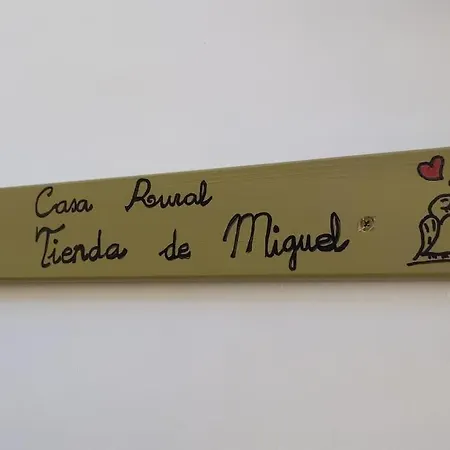 Casa Rural
Tienda de Miguel